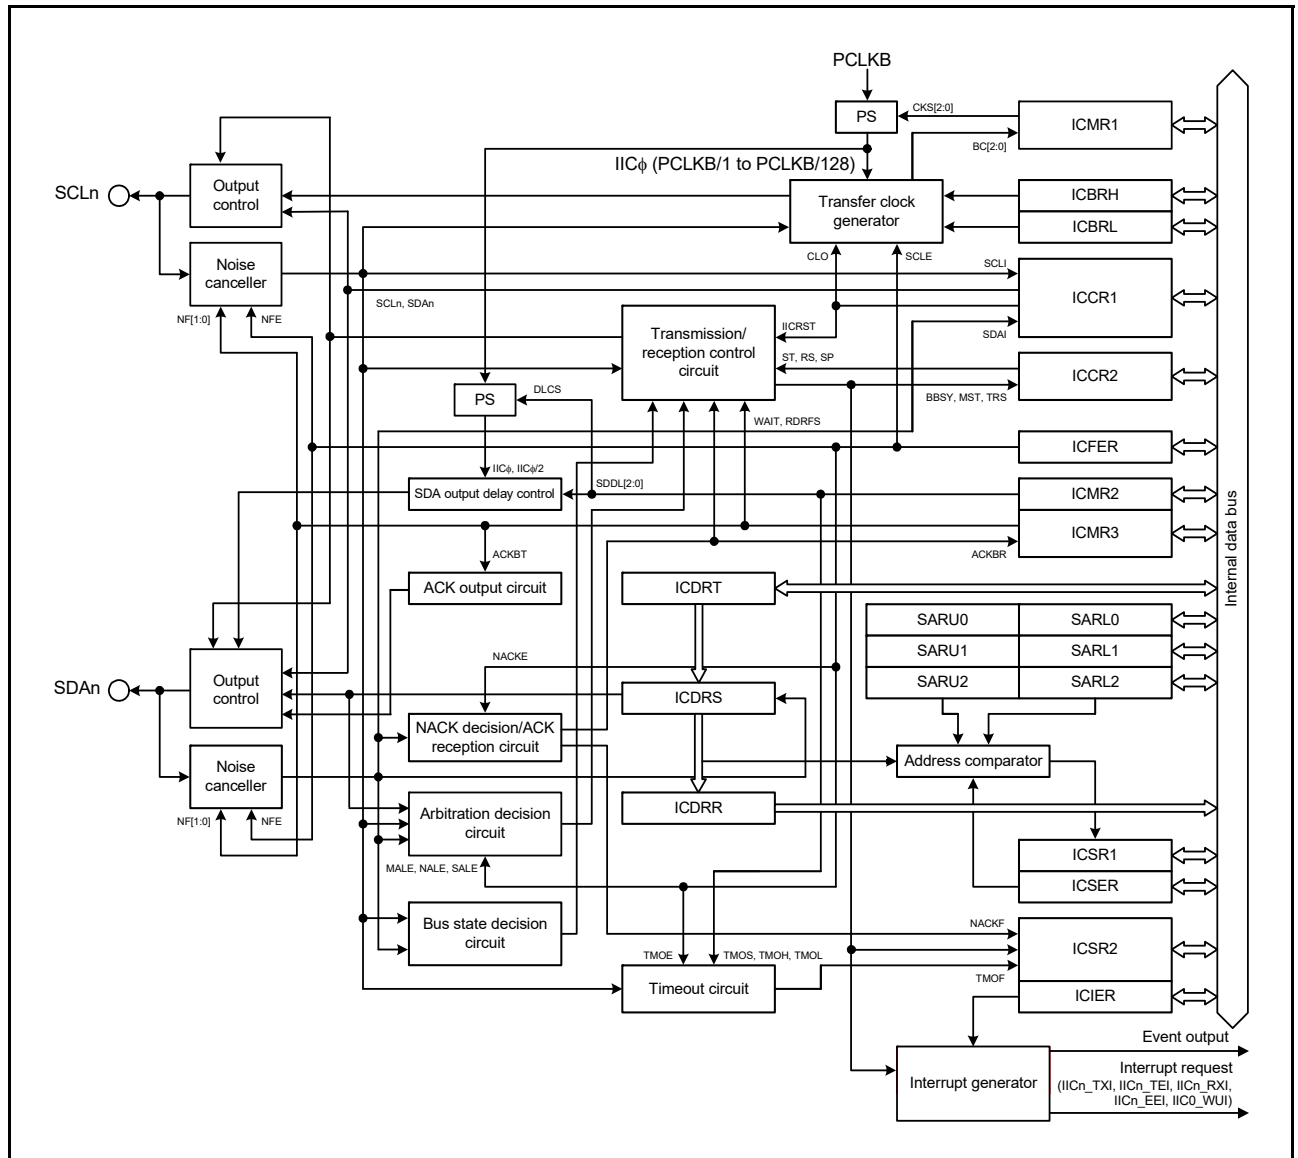 PCLKB
PS
CKS[2:0]
ICMR1
BC[2:0]
IICϕ (PCLKB/1 to PCLKB/128)
SCLn
Output
control
Transfer clock
generator
ICBRH
ICBRL
Noise
canceller
CLO
SCLE
SCLI
ICCR1
SCLn, SDAn
NF[1:0]
NFE
Transmission/
reception control
circuit
IICRST
SDAI
ST, RS, SP
ICCR2
BBSY, MST, TRS
PS
DLCS
WAIT, RDRFS
ICFER
IICϕ, IICϕ/2
SDA output delay control
SDDL[2:0]
ICMR2
ICMR3
ACKBR
ACKBT
ACK output circuit
ICDRT
Internal data bus
SARU0
SARL0
SARU1
SARL1
SARU2
SARL2
NACKE
SDAn
Output
control
ICDRS
NACK decision/ACK
reception circuit
Address comparator
Noise
canceller
NF[1:0]
NFE
Arbitration decision
circuit
ICDRR
MALE, NALE, SALE
ICSR1
ICSER
Bus state decision
circuit
NACKF
ICSR2
TMOE
TMOS, TMOH, TMOL
TMOF
Timeout circuit
ICIER
Event output
Interrupt generator
Interrupt request
(IICn_TXI, IICn_TEI, IICn_RXI,
IICn_EEI, IIC0_WUI)